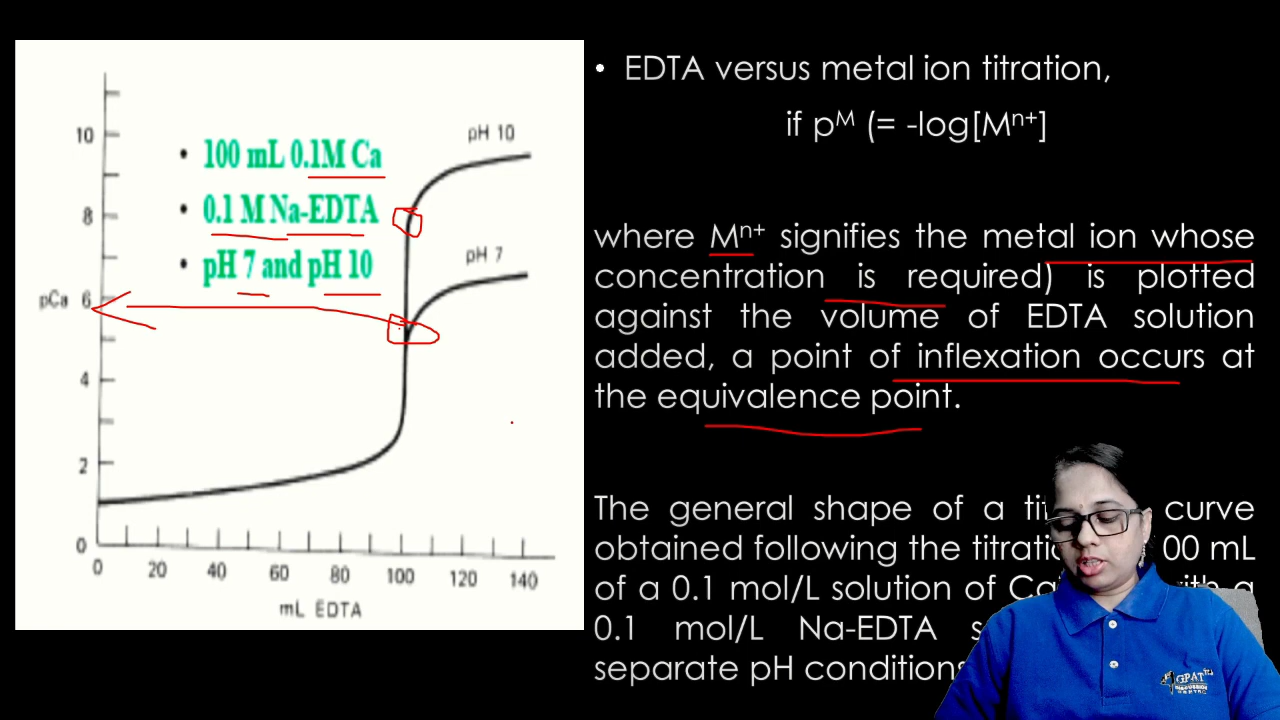 10
8
pCa 6
4
2
0
0 20 40 60 80 100 120 140
mL EDTA
pH 10
pH 7
• 100 mL 0.1M Ca
• 0.1 M Na-EDTA
• pH 7 and pH 10
• EDTA versus metal ion titration,
if pᴹ (= -log[Mⁿ⁺]
where Mⁿ⁺ signifies the metal ion whose
concentration is required) is plotted
against the volume of EDTA solution
added, a point of inflexation occurs at
the equivalence point.
The general shape of a curve
obtained following the 00 mL
of a 0.1 mol/L solution of a
0.1 mol/L Na-EDTA
separate pH conditions
GPAT
DISCUSSION